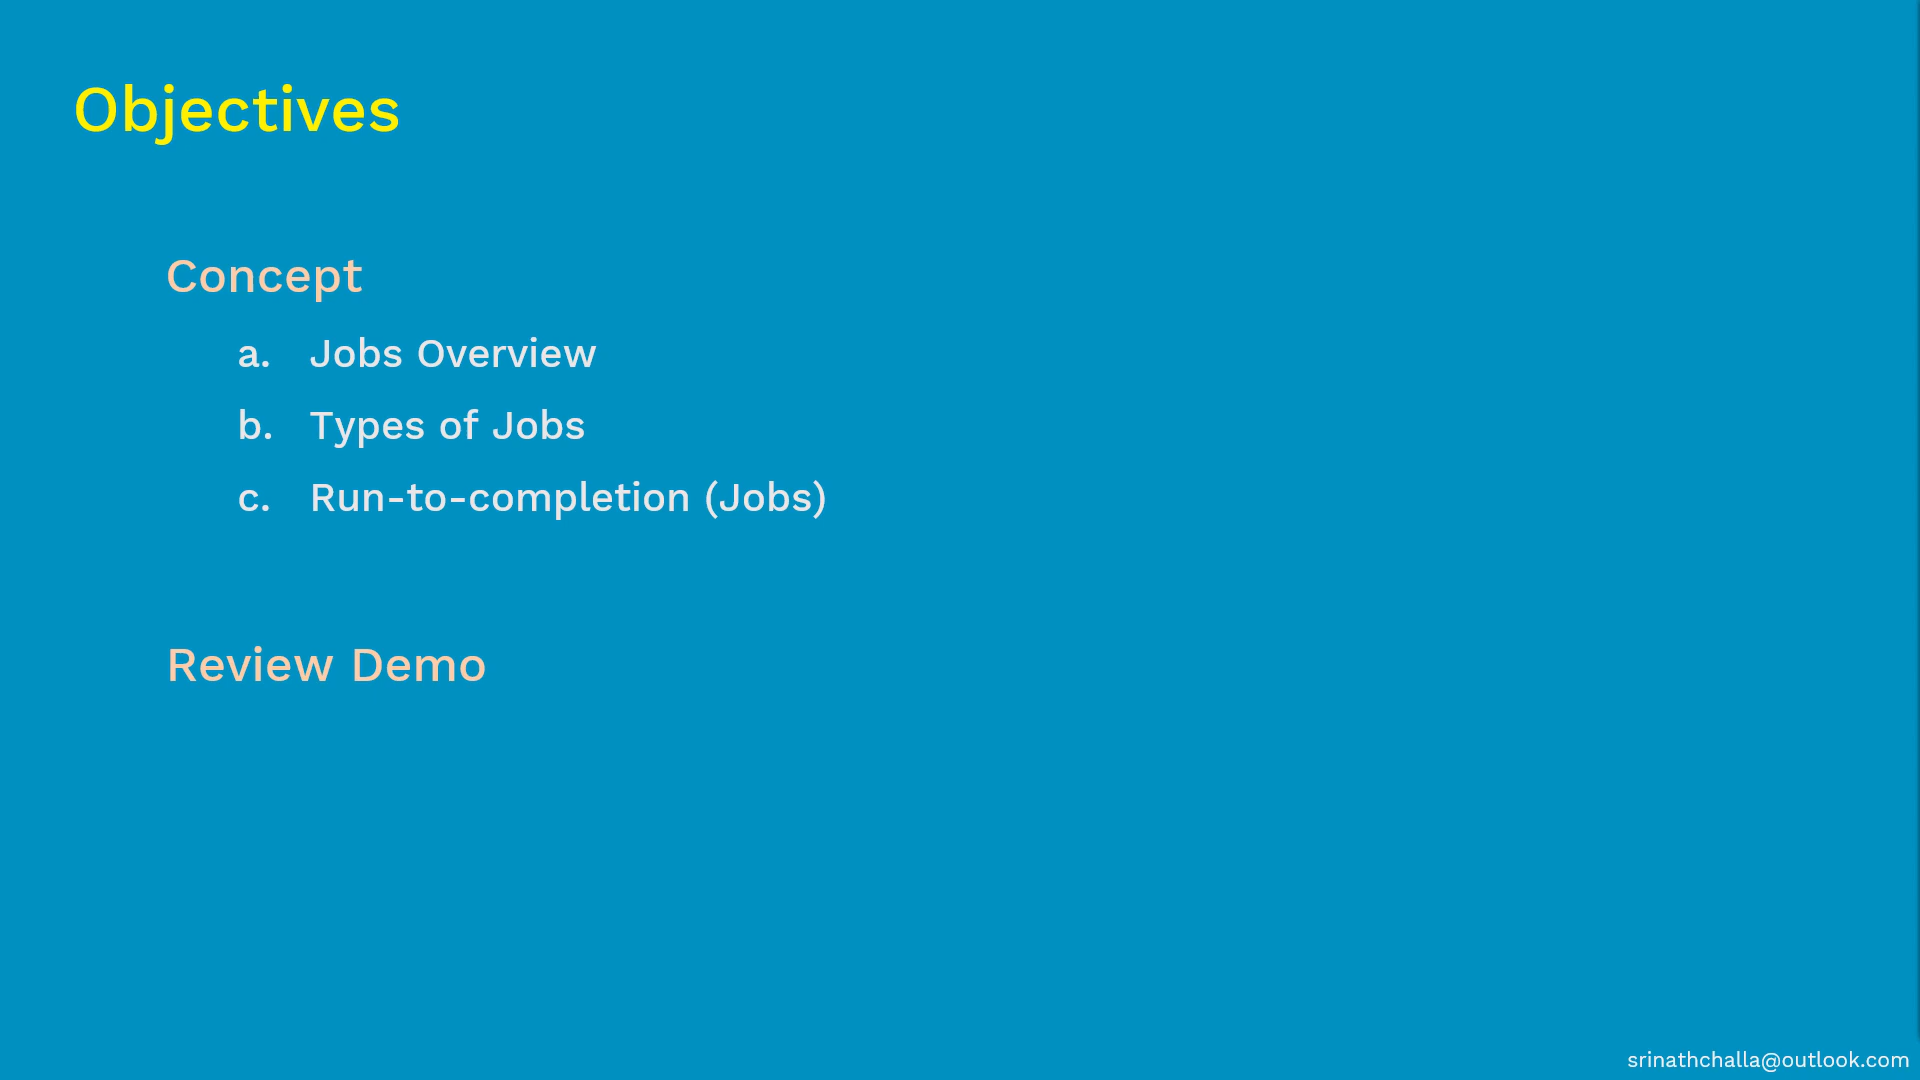 Objectives
Concept
a. Jobs Overview
b. Types of Jobs
c. Run-to-completion (Jobs)
Review Demo
srinathchalla@outlook.com